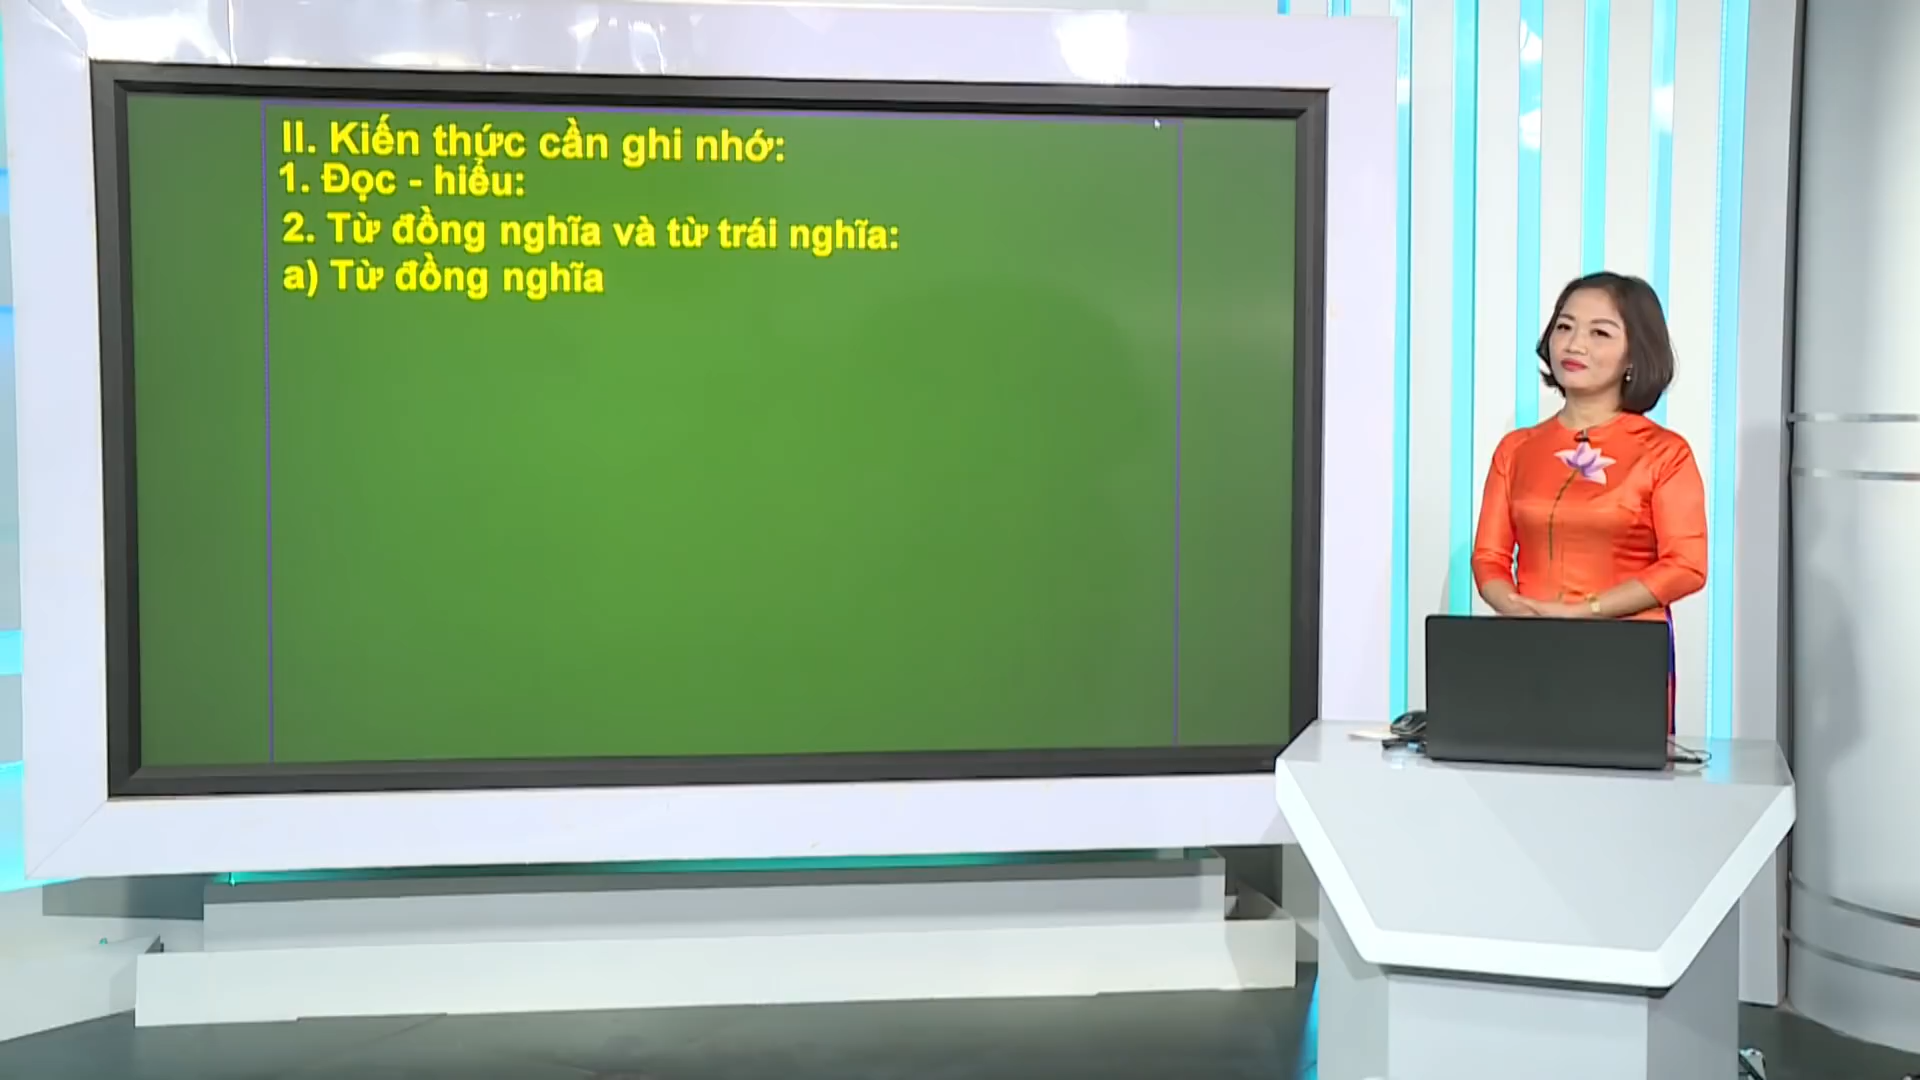 II. Kiến thức cần ghi nhớ:
1. Đọc - hiểu:
2. Từ đồng nghĩa và từ trái nghĩa:
a) Từ đồng nghĩa